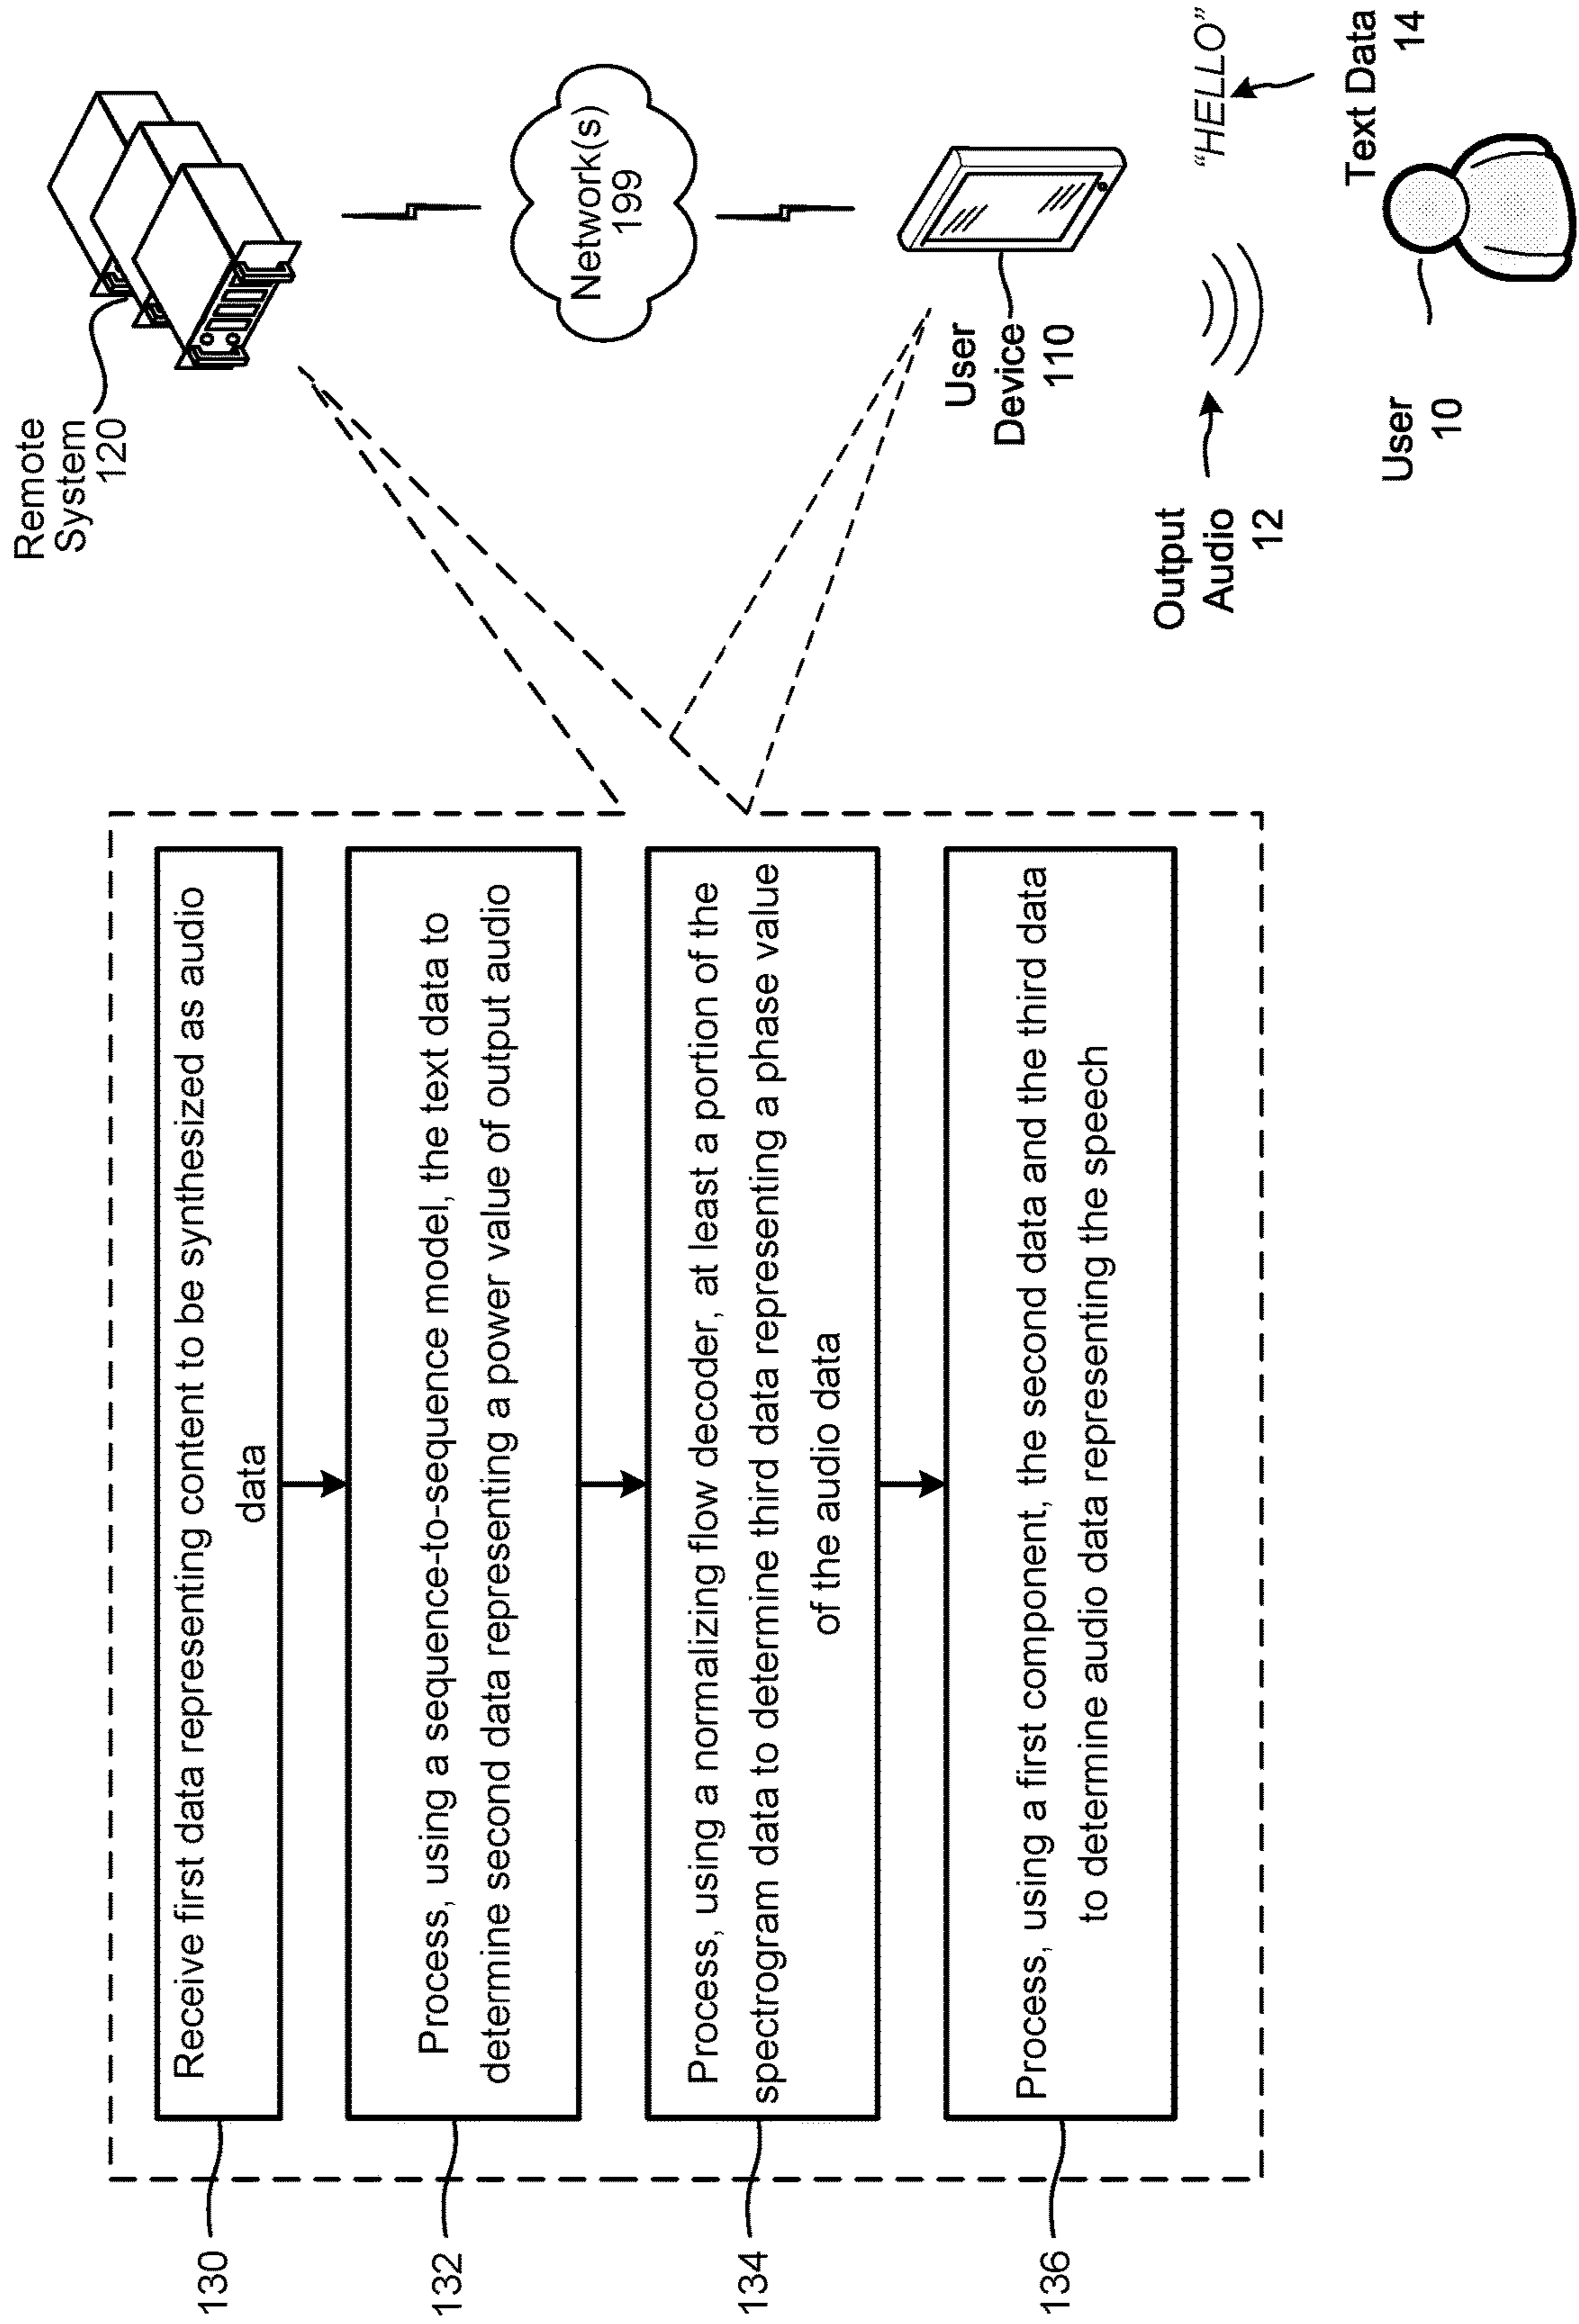 130
Receive first data representing content to be synthesized as audio
data
132
Process, using a sequence-to-sequence model, the text data to
determine second data representing a power value of output audio
134
Process, using a normalizing flow decoder, at least a portion of the
spectrogram data to determine third data representing a phase value
of the audio data
136
Process, using a first component, the second data and the third data
to determine audio data representing the speech
Remote
System
120
Network(s)
199
User
Device
110
Output
Audio
12
“HELLO”
Text Data
14
User
10